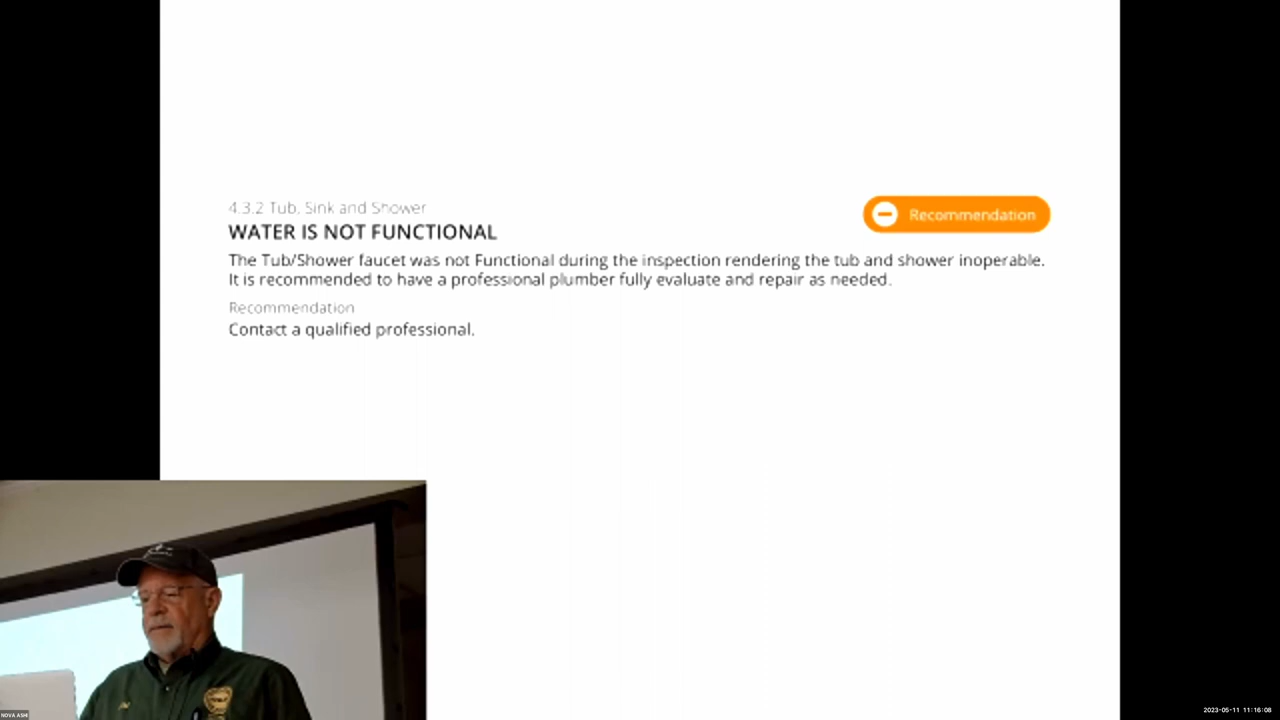 4.3.2 Tub, Sink and Shower
Recommendation
WATER IS NOT FUNCTIONAL
The Tub/Shower faucet was not Functional during the inspection rendering the tub and shower inoperable.
It is recommended to have a professional plumber fully evaluate and repair as needed.
Recommendation
Contact a qualified professional.
NOVA ASHI
2023-05-11 11:16:08